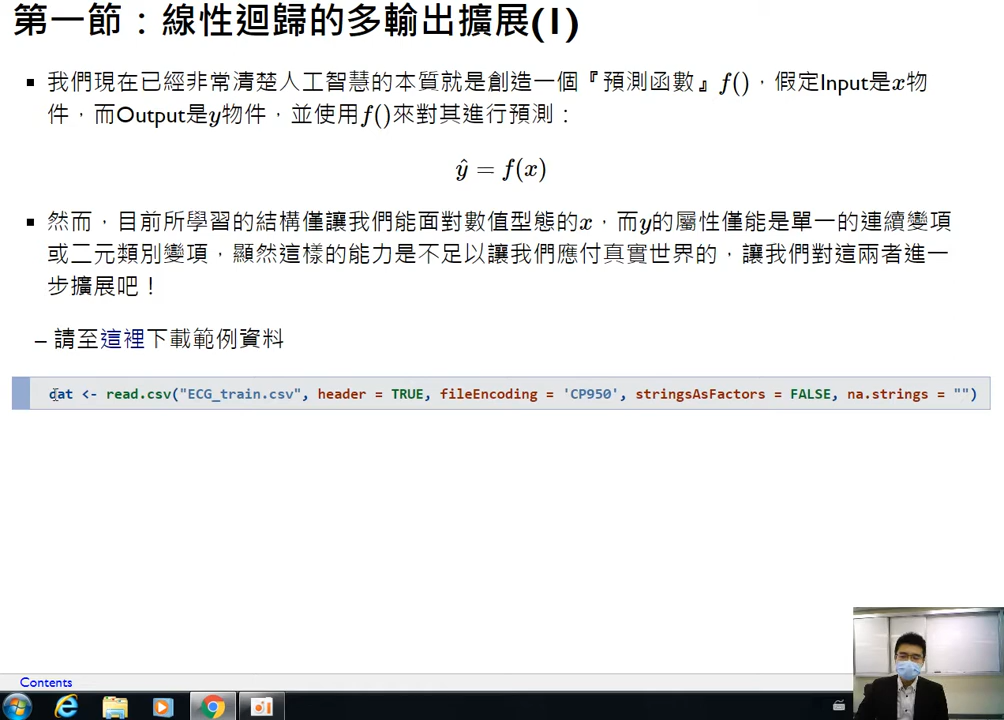 第一節：線性迴歸的多輸出擴展(1)
▪ 我們現在已經非常清楚人工智慧的本質就是創造一個『預測函數』f()，假定Input是x物
件，而Output是y物件，並使用f()來對其進行預測：
ŷ = f(x)
▪ 然而，目前所學習的結構僅讓我們能面對數值型態的x，而y的屬性僅能是單一的連續變項
或二元類別變項，顯然這樣的能力是不足以讓我們應付真實世界的，讓我們對這兩者進一
步擴展吧！
– 請至這裡下載範例資料
dat <- read.csv("ECG_train.csv", header = TRUE, fileEncoding = 'CP950', stringsAsFactors = FALSE, na.strings = "")
Contents